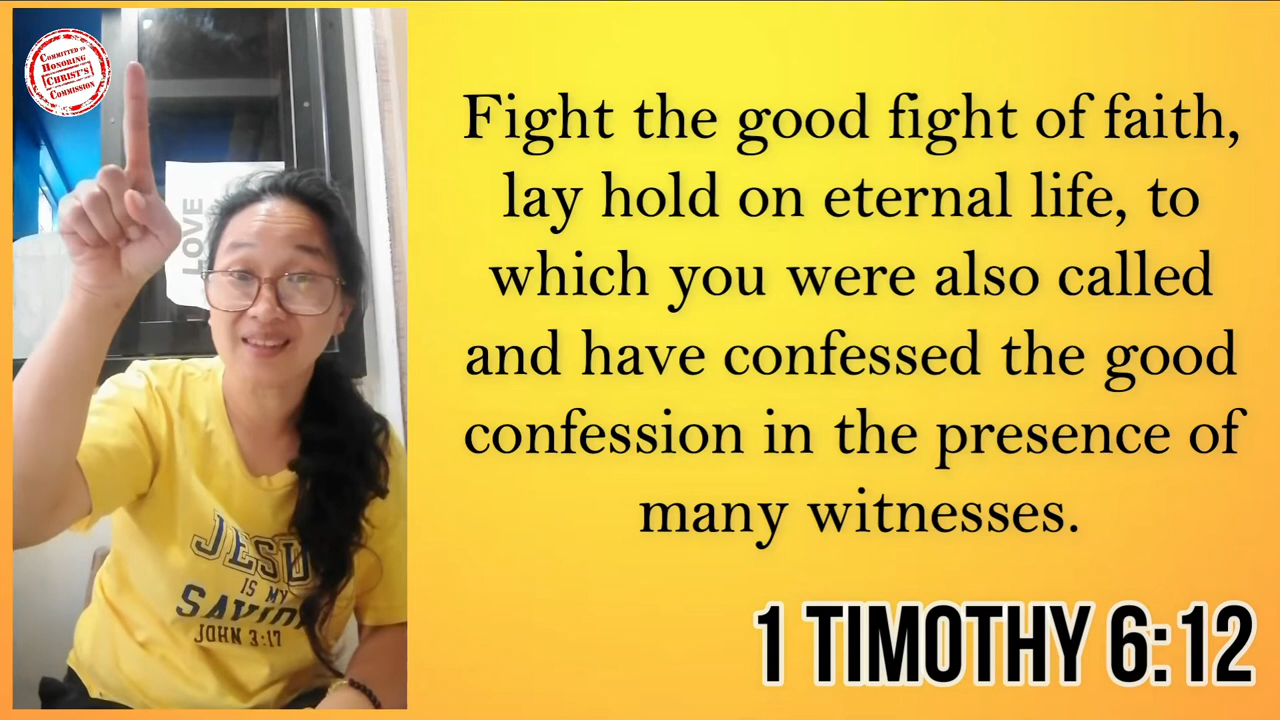 COMMITTED TO
HONORING
CHRIST'S
COMMISSION
LOVE
JESU
IS MY
SAVIO
JOHN 3:17
Fight the good fight of faith,
lay hold on eternal life, to
which you were also called
and have confessed the good
confession in the presence of
many witnesses.
1 TIMOTHY 6:12